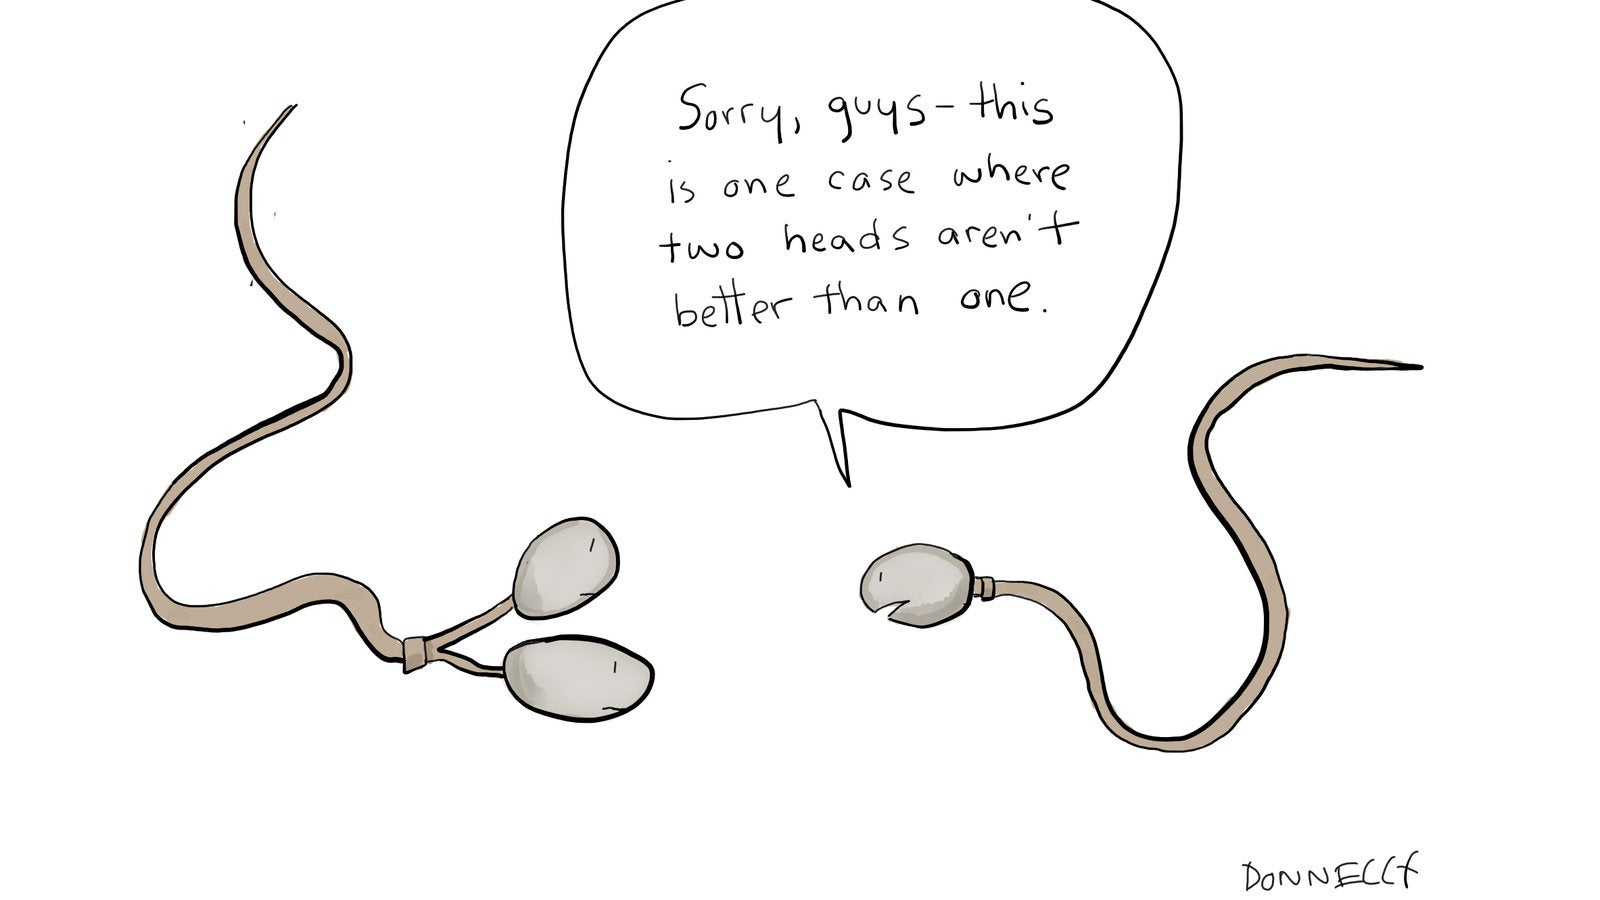 Sorry, guys - this
is one case where
two heads aren't
better than one.
DONNELLY